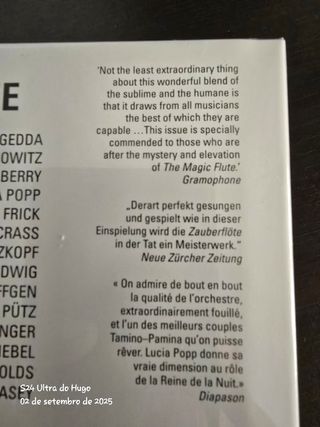 E
GEDDA
OWITZ
BERRY
A POPP
FRICK
CRASS
ZKOPF
DWIG
FFGEN
PÜTZ
NGER
IEBEL
OLDS
ASET
‘Not the least extraordinary thing
about this wonderful blend of
the sublime and the humane is
that it draws from all musicians
the best of which they are
capable …This issue is specially
commended to those who are
after the mystery and elevation
of The Magic Flute.’
Gramophone
„Derart perfekt gesungen
und gespielt wie in dieser
Einspielung wird die Zauberflöte
in der Tat ein Meisterwerk.“
Neue Zürcher Zeitung
« On admire de bout en bout
la qualité de l’orchestre,
extraordinairement fouillé,
et l’un des meilleurs couples
Tamino–Pamina qu’on puisse
rêver. Lucia Popp donne sa
vraie dimension au rôle
de la Reine de la Nuit.»
Diapason
S24 Ultra do Hugo
02 de setembro de 2025